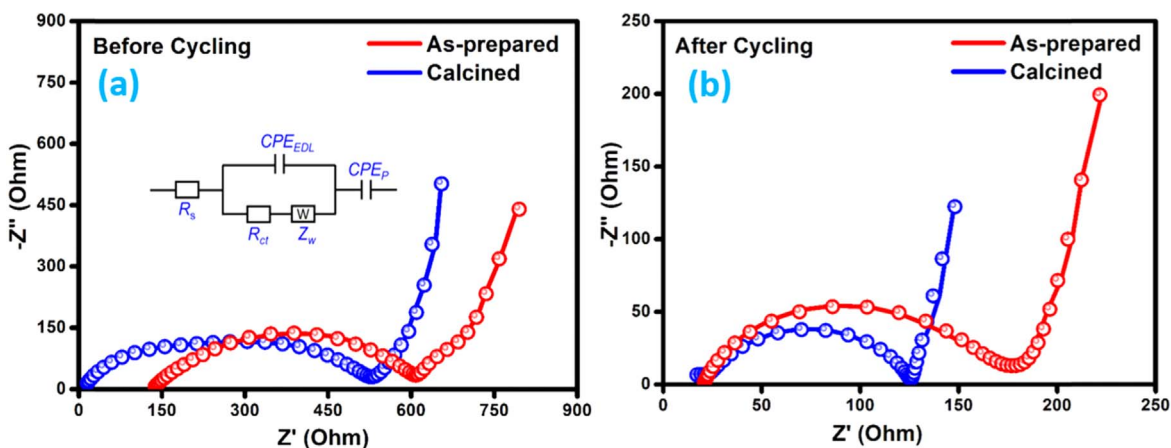 Before Cycling
As-prepared
Calcined
(a)
CPE_EDL
CPE_P
R_s
R_ct
W
Z_w
-Z'' (Ohm)
900
750
600
450
300
150
0
0 150 300 450 600 750 900
Z' (Ohm)
After Cycling
As-prepared
Calcined
(b)
-Z'' (Ohm)
250
200
150
100
50
0
0 50 100 150 200 250
Z' (Ohm)